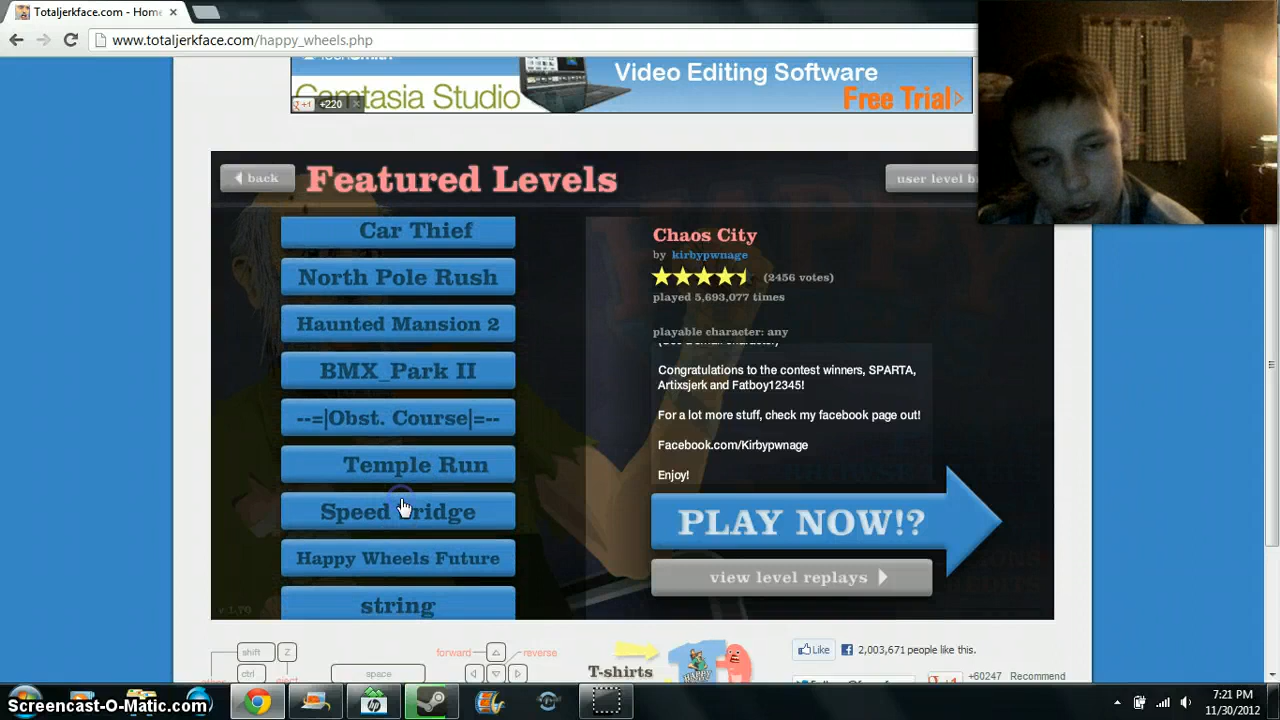 Totaljerkface.com - Hom
www.totaljerkface.com/happy_wheels.php
Camtasia Studio
Video Editing Software
Free Trial
+1 +220
back
Featured Levels
Car Thief
North Pole Rush
Haunted Mansion 2
BMX_Park II
--=|Obst. Course|=--
Temple Run
Speed Bridge
Happy Wheels Future
string
v 1.70
Chaos City
by kirbypwnage
(2456 votes)
played 5,693,077 times
playable character: any
Congratulations to the contest winners, SPARTA,
Artixsjerk and Fatboy12345!
For a lot more stuff, check my facebook page out!
Facebook.com/Kirbypwnage
Enjoy!
PLAY NOW!?
view level replays
shift Z
ctrl
space
forward
reverse
T-shirts
Like
2,003,671 people like this.
+60247 Recommend
7:21 PM
11/30/2012
Screencast-O-Matic.com